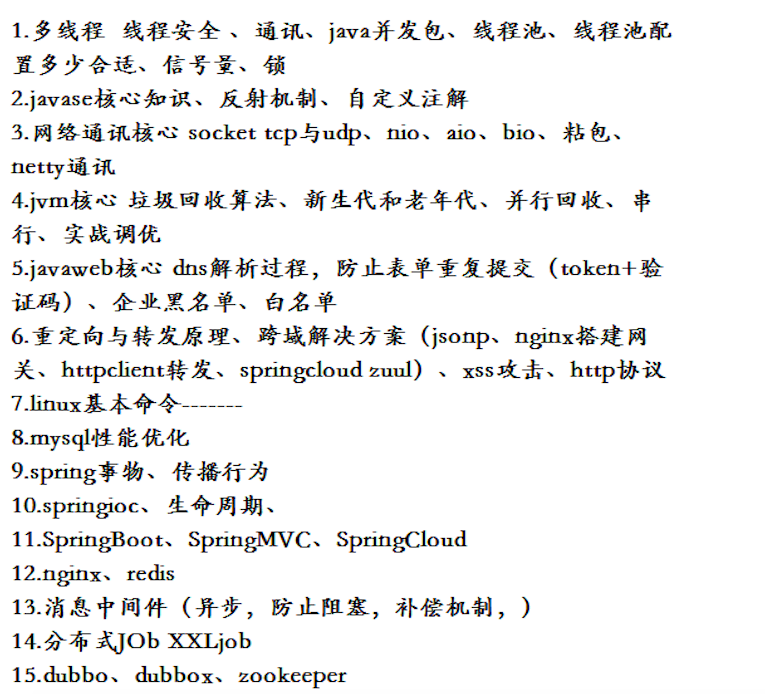 1.多线程 线程安全 、通讯、java并发包、线程池、线程池配
置多少合适、信号量、锁
2.javase核心知识、反射机制、自定义注解
3.网络通讯核心 socket tcp与udp、nio、aio、bio、粘包、
netty通讯
4.jvm核心 垃圾回收算法、新生代和老年代、并行回收、串
行、实战调优
5.javaweb核心 dns解析过程，防止表单重复提交（token+验
证码）、企业黑名单、白名单
6.重定向与转发原理、跨域解决方案（jsonp、nginx搭建网
关、httpclient转发、springcloud zuul）、xss攻击、http协议
7.linux基本命令-------
8.mysql性能优化
9.spring事物、传播行为
10.springioc、生命周期、
11.SpringBoot、SpringMVC、SpringCloud
12.nginx、redis
13.消息中间件（异步，防止阻塞，补偿机制，）
14.分布式JOb XXLjob
15.dubbo、dubbox、zookeeper